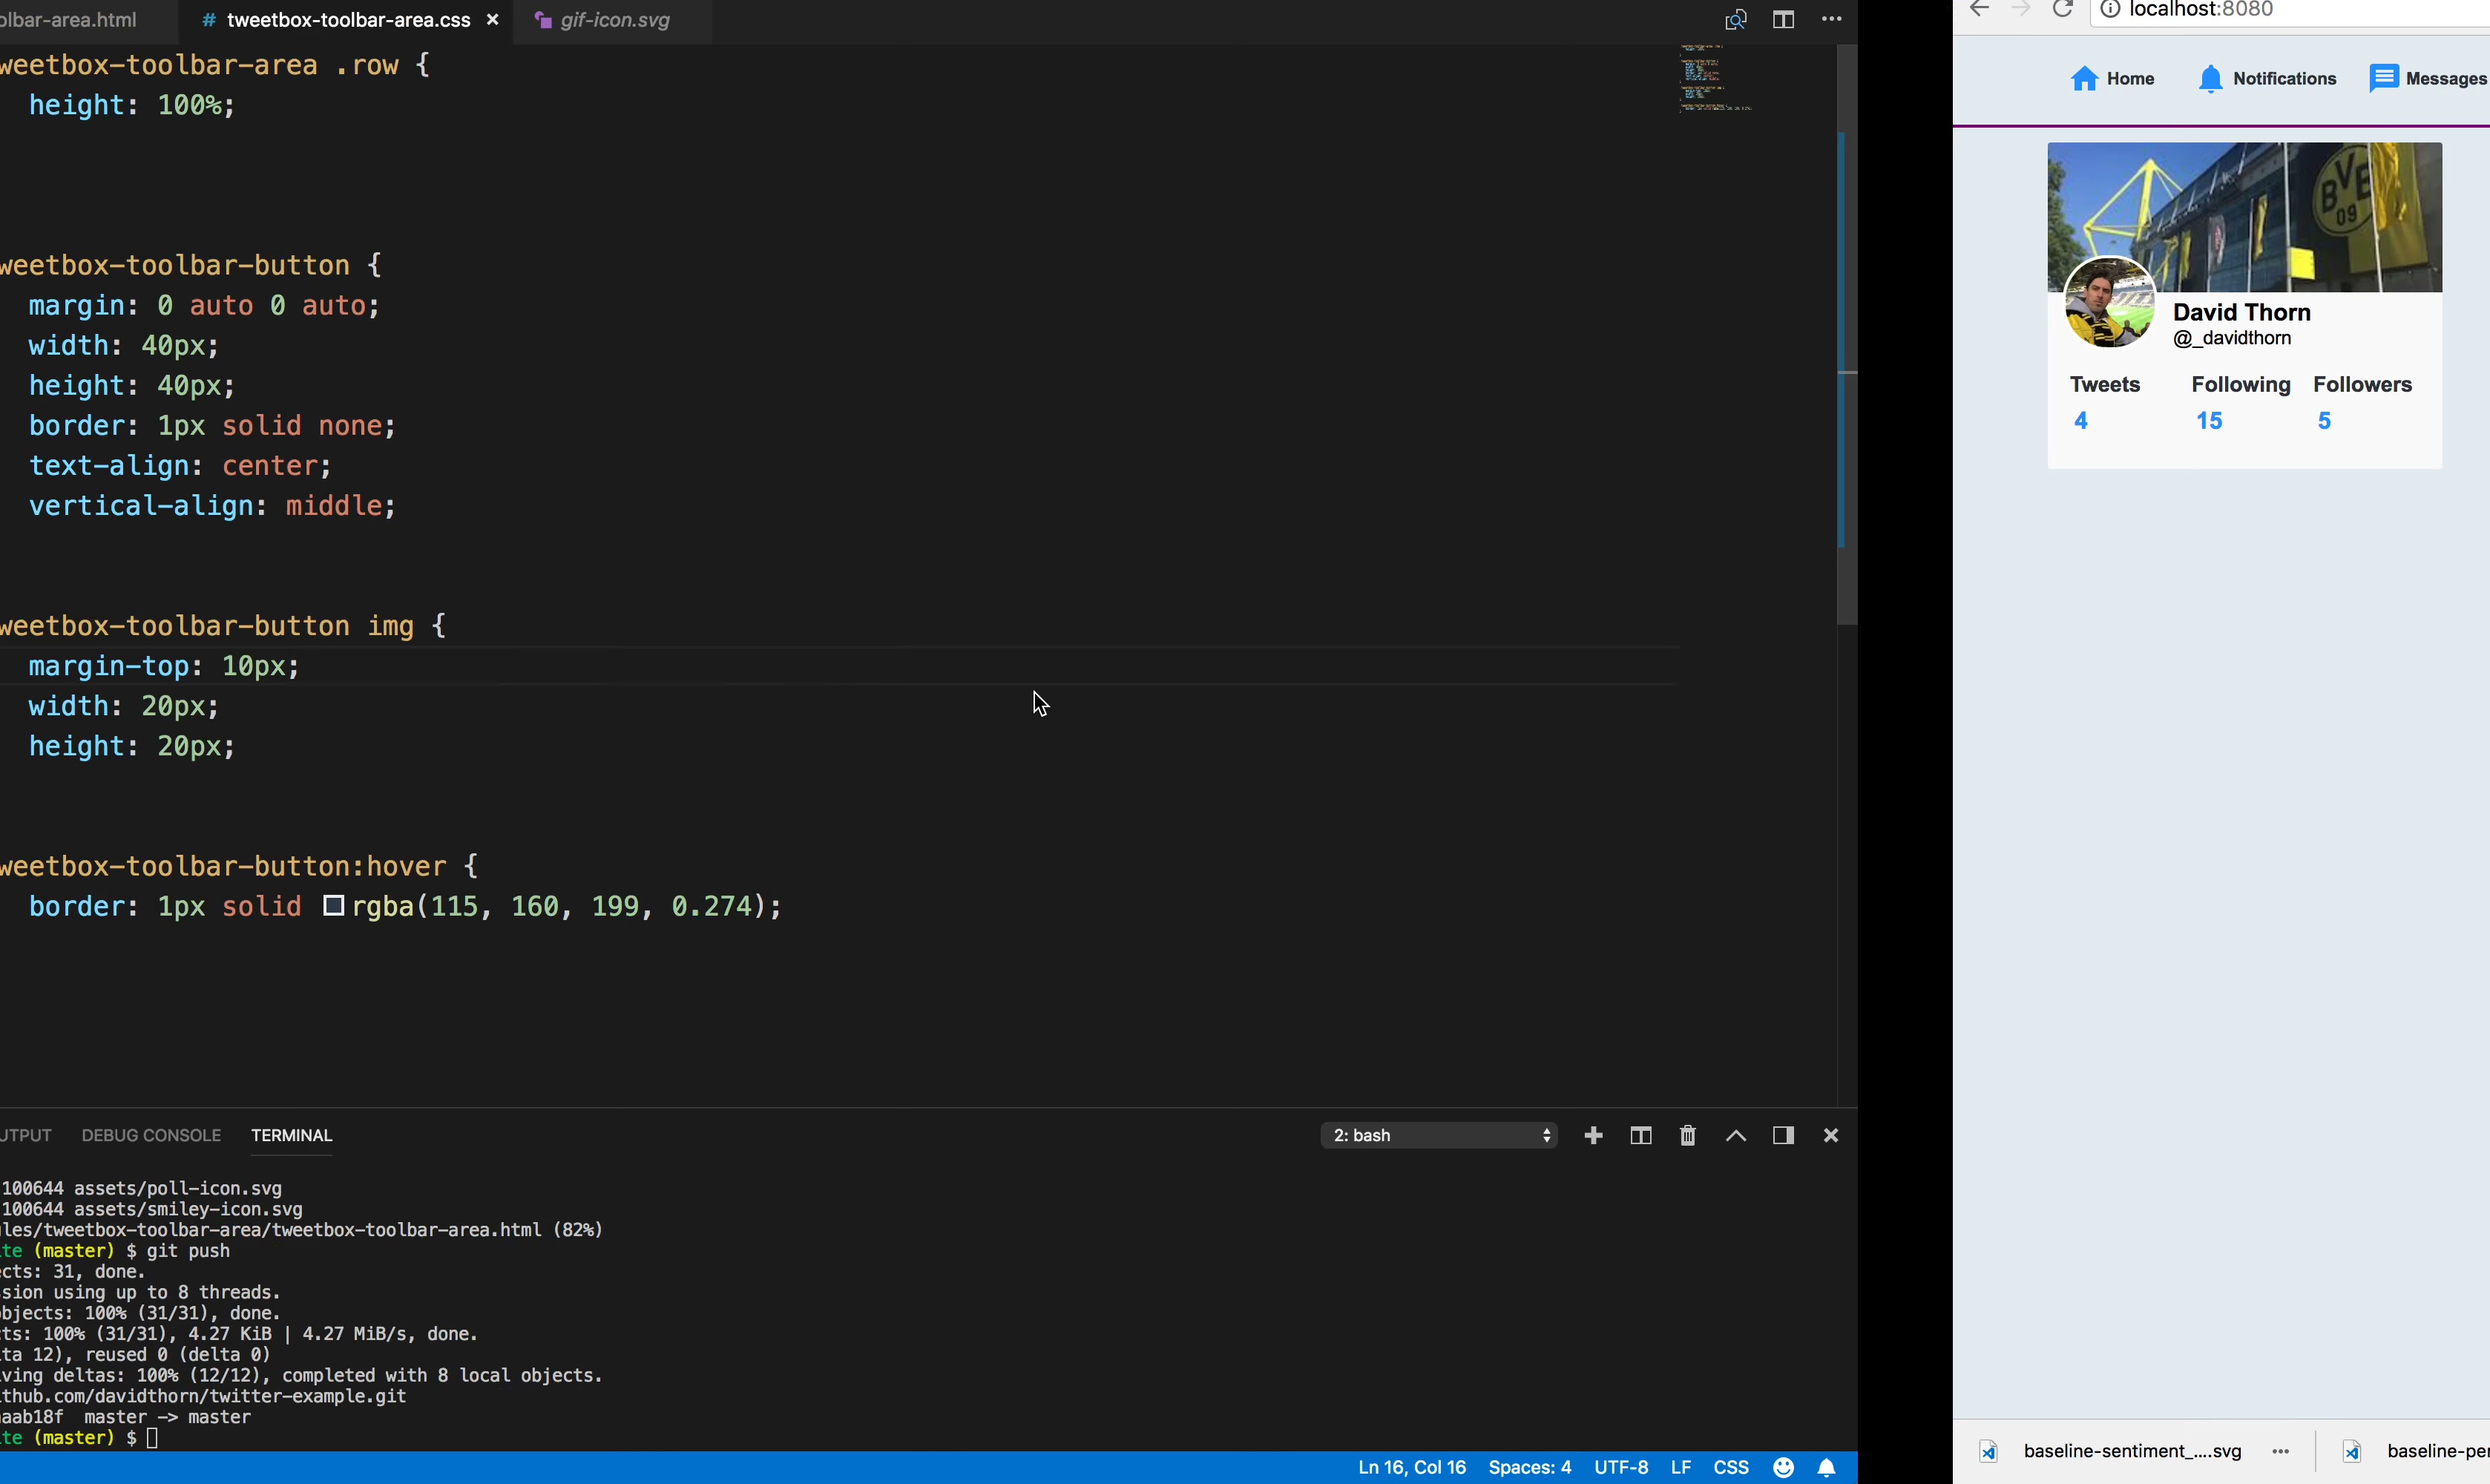 olbar-area.html
# tweetbox-toolbar-area.css ×
gif-icon.svg
weetbox-toolbar-area .row {
height: 100%;
weetbox-toolbar-button {
margin: 0 auto 0 auto;
width: 40px;
height: 40px;
border: 1px solid none;
text-align: center;
vertical-align: middle;
weetbox-toolbar-button img {
margin-top: 10px;
width: 20px;
height: 20px;
weetbox-toolbar-button:hover {
border: 1px solid rgba(115, 160, 199, 0.274);
UTPUT DEBUG CONSOLE TERMINAL
2: bash
100644 assets/poll-icon.svg
100644 assets/smiley-icon.svg
les/tweetbox-toolbar-area/tweetbox-toolbar-area.html (82%)
te (master) $ git push
cts: 31, done.
sion using up to 8 threads.
bjects: 100% (31/31), done.
ts: 100% (31/31), 4.27 KiB | 4.27 MiB/s, done.
ta 12), reused 0 (delta 0)
ving deltas: 100% (12/12), completed with 8 local objects.
thub.com/davidthorn/twitter-example.git
aab18f master -> master
te (master) $
Ln 16, Col 16 Spaces: 4 UTF-8 LF CSS
localhost:8080
Home Notifications Messages
BVB
09
David Thorn
@_davidthorn
Tweets Following Followers
4 15 5
baseline-sentiment_....svg
baseline-per